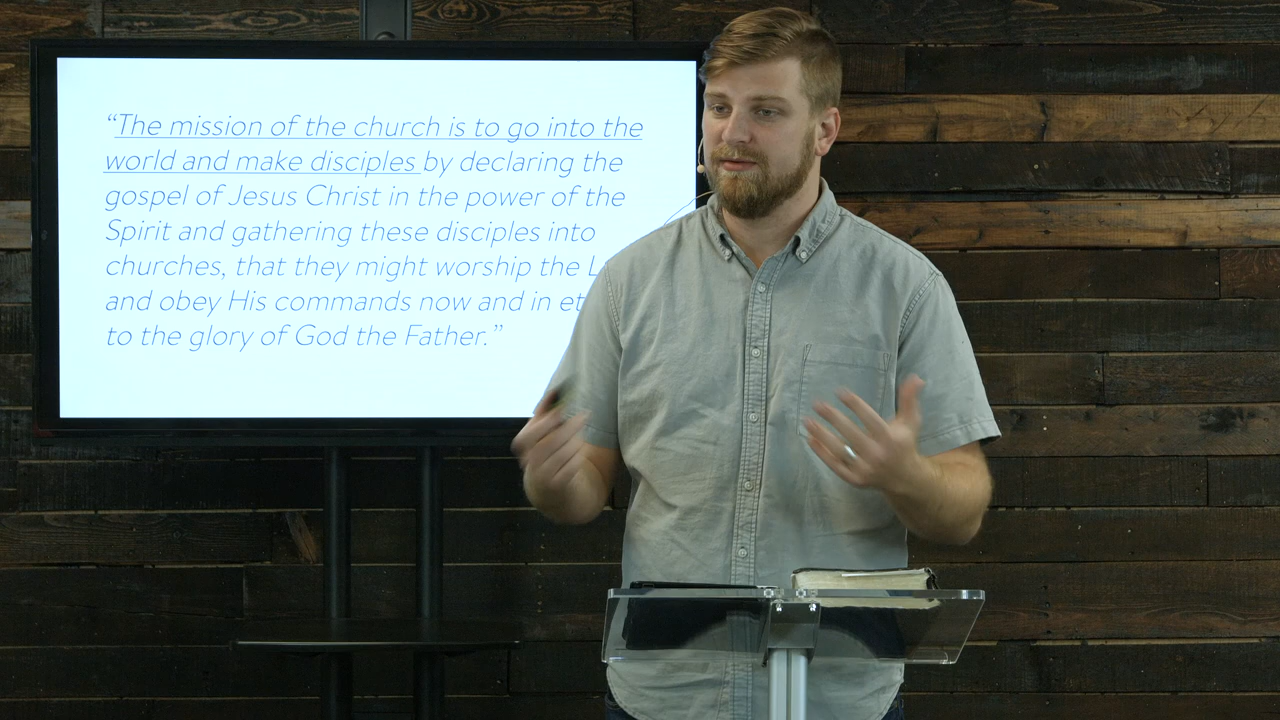 “The mission of the church is to go into the
world and make disciples by declaring the
gospel of Jesus Christ in the power of the
Spirit and gathering these disciples into
churches, that they might worship the
and obey His commands now and in
to the glory of God the Father.”